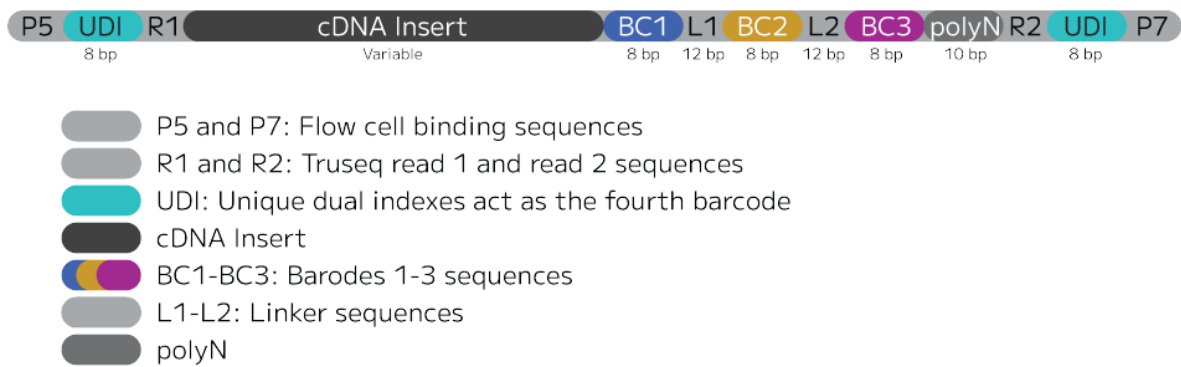 P5 UDI R1 cDNA Insert BC1 L1 BC2 L2 BC3 polyN R2 UDI P7
8 bp Variable 8 bp 12 bp 8 bp 12 bp 8 bp 10 bp 8 bp
P5 and P7: Flow cell binding sequences
R1 and R2: Truseq read 1 and read 2 sequences
UDI: Unique dual indexes act as the fourth barcode
cDNA Insert
BC1-BC3: Barodes 1-3 sequences
L1-L2: Linker sequences
polyN